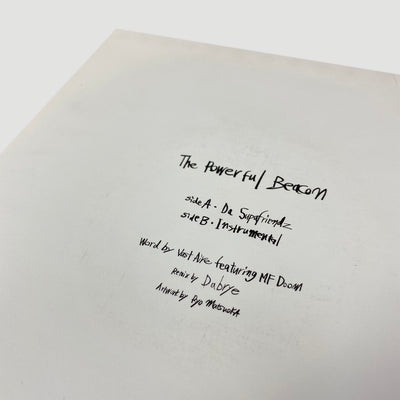 The Powerful Beacon
side A · Da Supafriendz
side B · Instrumental
Word by Vast Aire featuring MF Doom
Remix by Dabrye
Artwork by Ryo Matsuoka